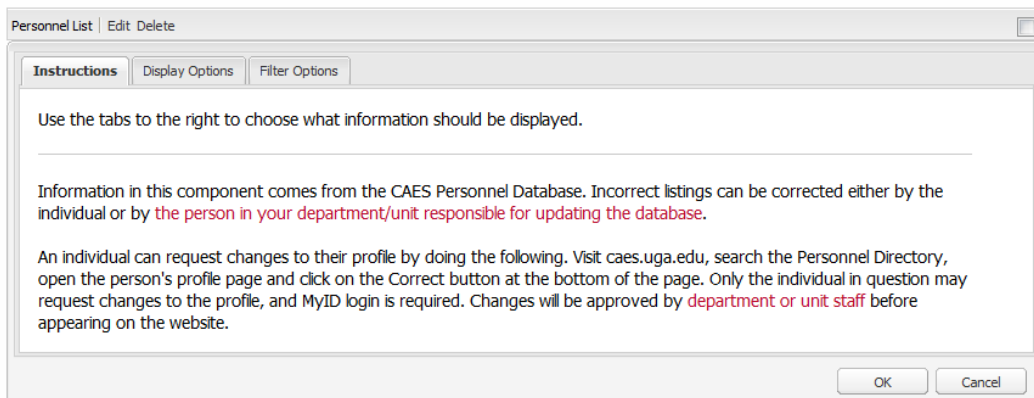 Personnel List | Edit Delete
Instructions Display Options Filter Options
Use the tabs to the right to choose what information should be displayed.
Information in this component comes from the CAES Personnel Database. Incorrect listings can be corrected either by the
individual or by the person in your department/unit responsible for updating the database.
An individual can request changes to their profile by doing the following. Visit caes.uga.edu, search the Personnel Directory,
open the person's profile page and click on the Correct button at the bottom of the page. Only the individual in question may
request changes to the profile, and MyID login is required. Changes will be approved by department or unit staff before
appearing on the website.
OK Cancel